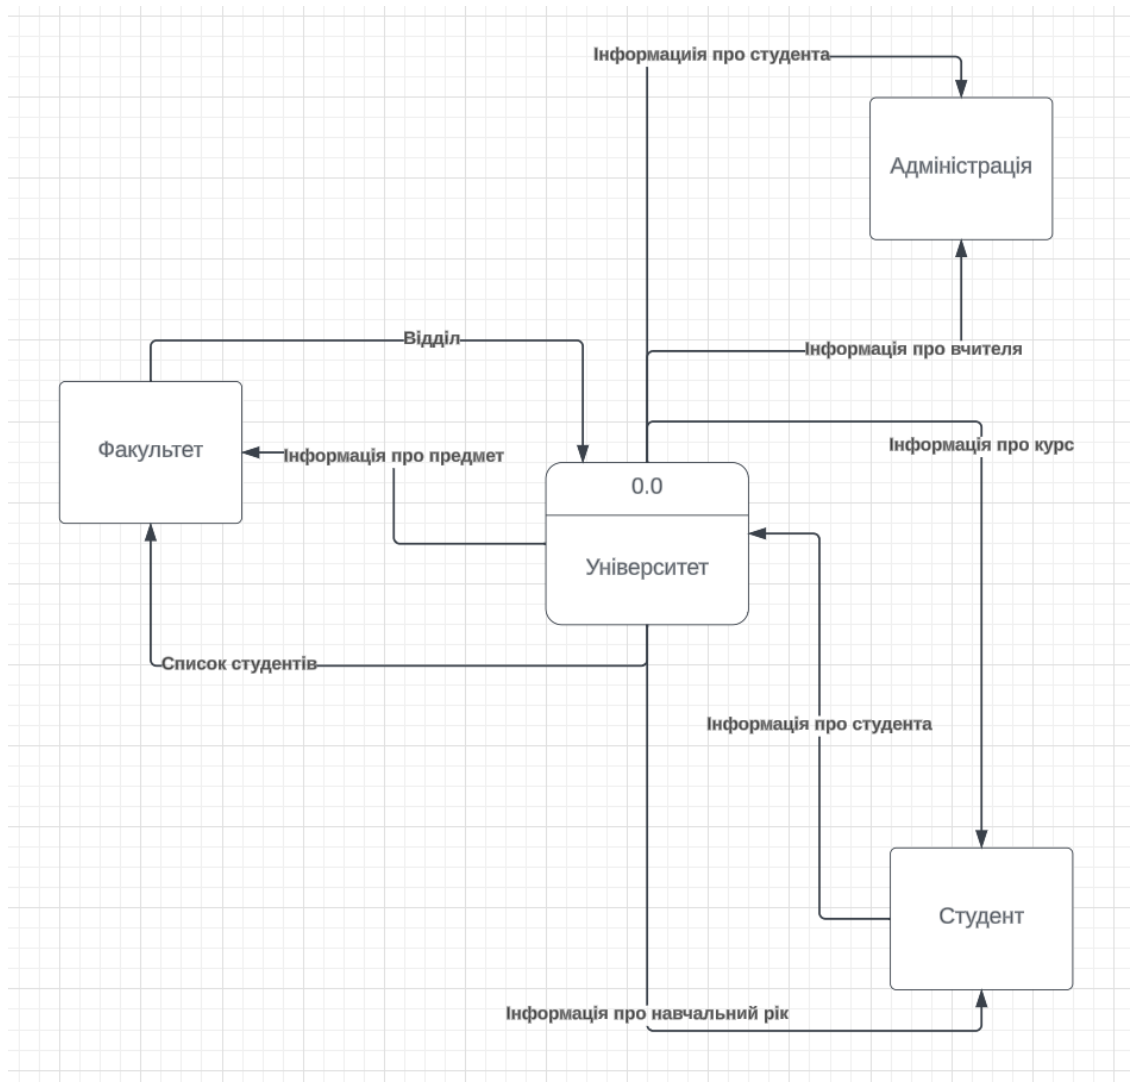 Інформациія про студента
Адміністрація
Відділ
Інформація про вчителя
Факультет
Інформація про предмет
Інформація про курс
0.0
Університет
Список студентів
Інформація про студента
Студент
Інформація про навчальний рік